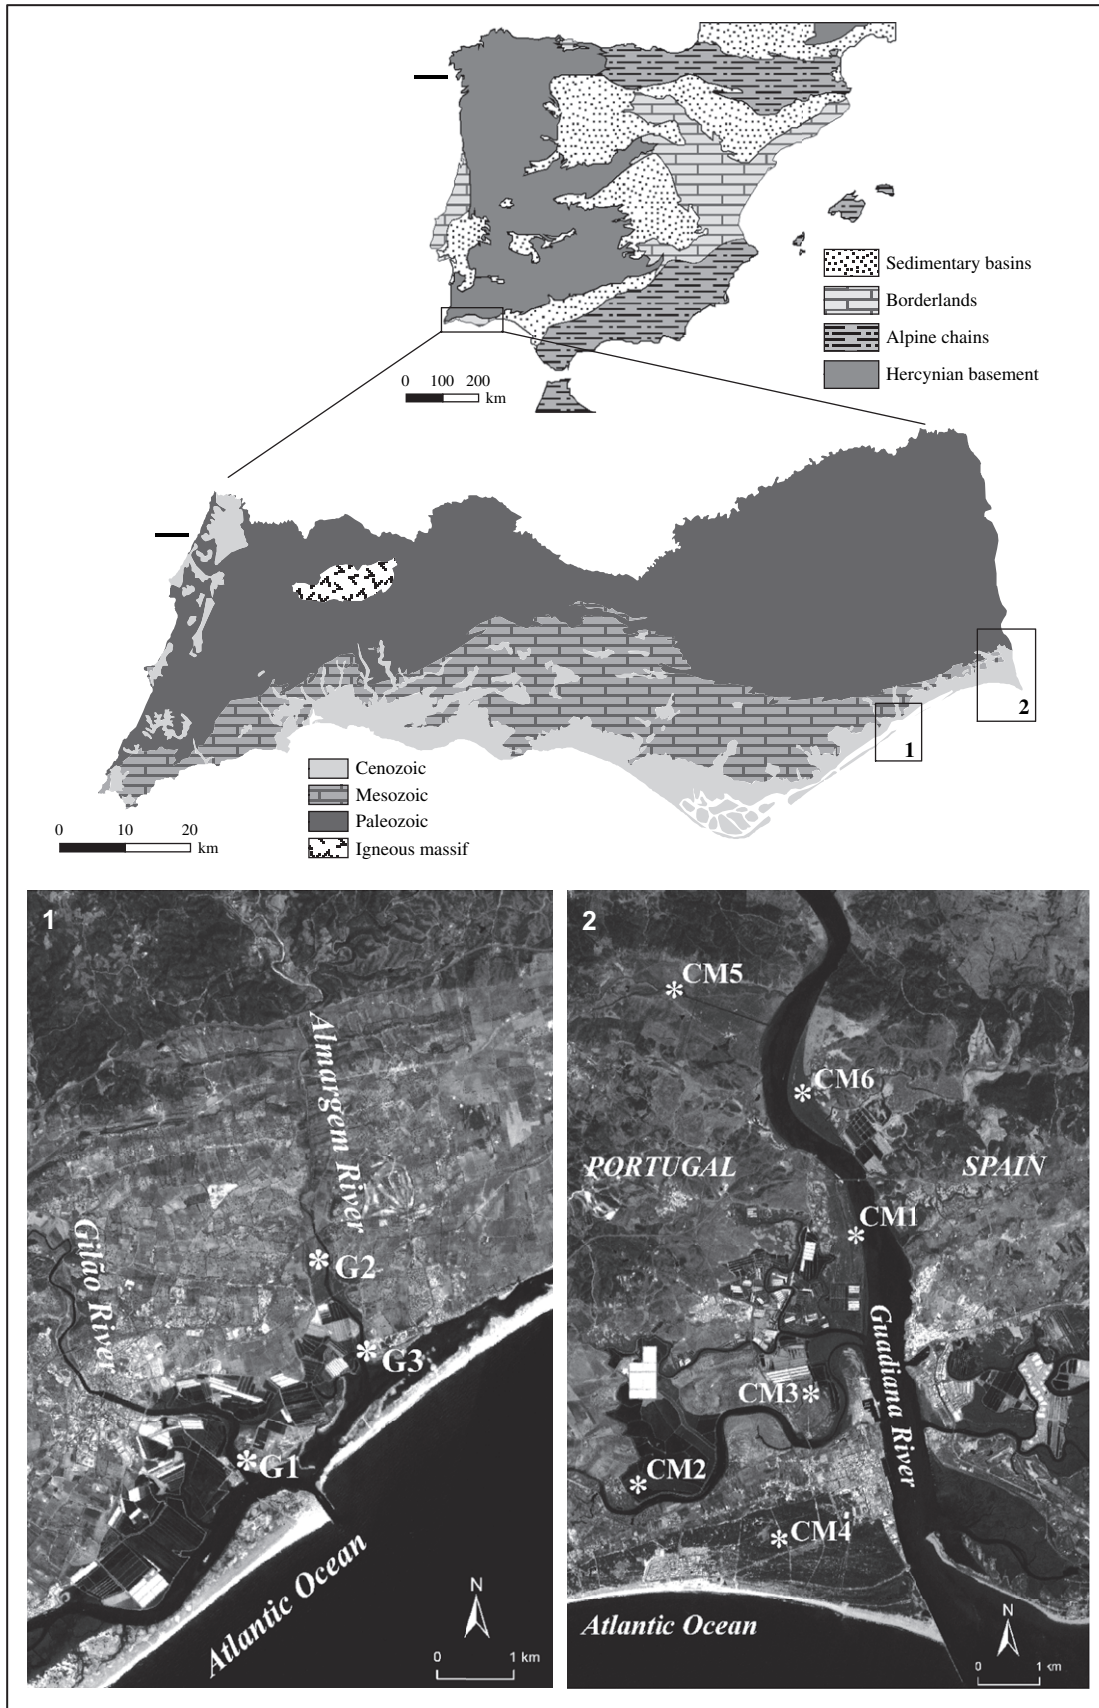 Sedimentary basins
Borderlands
Alpine chains
Hercynian basement
0 100 200
km
2
1
Cenozoic
Mesozoic
Paleozoic
Igneous massif
0 10 20
km
1
Almargem River
Gilão River
G2
G3
G1
Atlantic Ocean
N
0 1 km
2
CM5
CM6
PORTUGAL SPAIN
CM1
Guadiana River
CM3
CM2
CM4
Atlantic Ocean
N
0 1 km